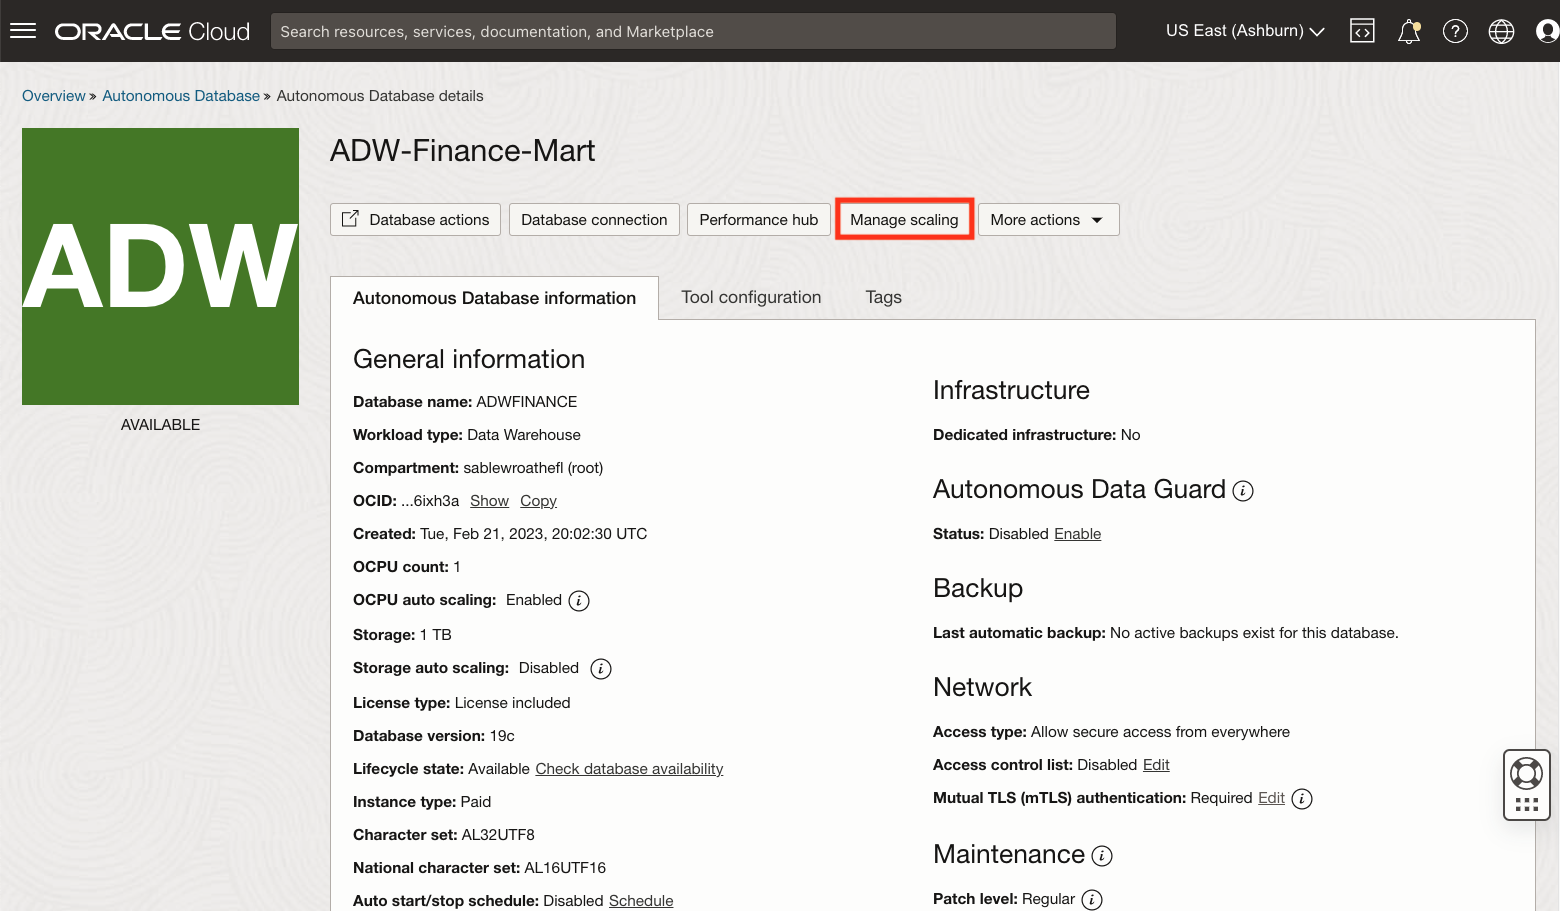 ORACLE Cloud
Search resources, services, documentation, and Marketplace
US East (Ashburn)
Overview » Autonomous Database » Autonomous Database details
ADW
AVAILABLE
ADW-Finance-Mart
Database actions
Database connection
Performance hub
Manage scaling
More actions
Autonomous Database information
Tool configuration
Tags
General information
Database name: ADWFINANCE
Workload type: Data Warehouse
Compartment: sablewroathefl (root)
OCID: ...6ixh3a Show Copy
Created: Tue, Feb 21, 2023, 20:02:30 UTC
OCPU count: 1
OCPU auto scaling: Enabled i
Storage: 1 TB
Storage auto scaling: Disabled i
License type: License included
Database version: 19c
Lifecycle state: Available Check database availability
Instance type: Paid
Character set: AL32UTF8
National character set: AL16UTF16
Auto start/stop schedule: Disabled Schedule
Infrastructure
Dedicated infrastructure: No
Autonomous Data Guard i
Status: Disabled Enable
Backup
Last automatic backup: No active backups exist for this database.
Network
Access type: Allow secure access from everywhere
Access control list: Disabled Edit
Mutual TLS (mTLS) authentication: Required Edit i
Maintenance i
Patch level: Regular i